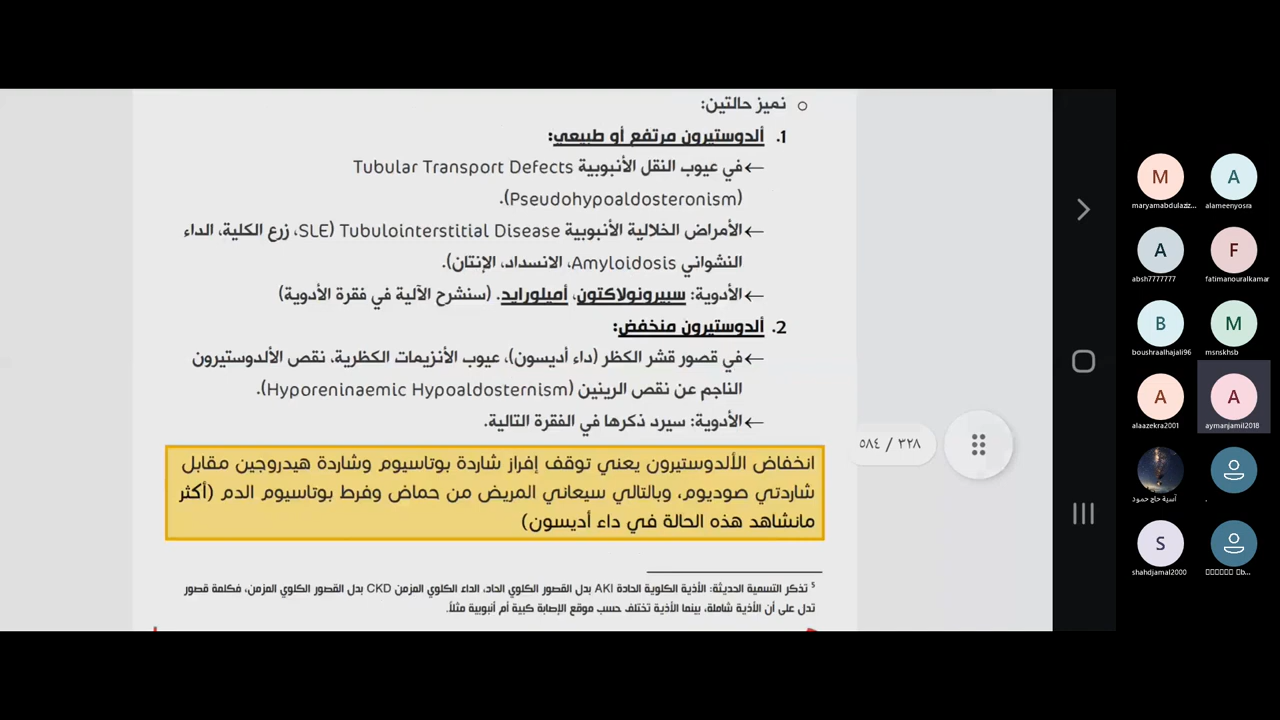 ○ نميز حالتين:
1. ألدوستيرون مرتفع أو طبيعي:
← في عيوب النقل الأنبوبية Tubular Transport Defects
(Pseudohypoaldosteronism).
← الأمراض الخلالية الأنبوبية Tubulointerstitial Disease (SLE، زرع الكلية، الداء
النشواني Amyloidosis، الانسداد، الإنتان).
← الأدوية: سبيرونولاكتون، أميلورايد. (سنشرح الآلية في فقرة الأدوية)
2. ألدوستيرون منخفض:
← في قصور قشر الكظر (داء أديسون)، عيوب الأنزيمات الكظرية، نقص الألدوستيرون
الناجم عن نقص الرينين (Hyporeninaemic Hypoaldosternism).
← الأدوية: سيرد ذكرها في الفقرة التالية.
انخفاض الألدوستيرون يعني توقف إفراز شاردة بوتاسيوم وشاردة هيدروجين مقابل
شاردتي صوديوم، وبالتالي سيعاني المريض من حماض وفرط بوتاسيوم الدم (أكثر
مانشاهد هذه الحالة في داء أديسون)
5 تذكر التسمية الحديثة: الأذية الكلوية الحادة AKI بدل القصور الكلوي الحاد، الداء الكلوي المزمن CKD بدل القصور الكلوي المزمن، فكلمة قصور
تدل على أن الأذية شاملة، بينما الأذية تختلف حسب موقع الإصابة كبية أم أنبوبية مثلاً.
٣٢٨ / ٥٨٤
M
maryamabdulaziz...
A
alameenyosra
A
absh7777777
F
fatimanouralkamar
B
boushraalhajali96
M
msnskhsb
A
alaazekra2001
A
aymanjamil2018
آسية حاج حمود
.
S
shahdjamal2000